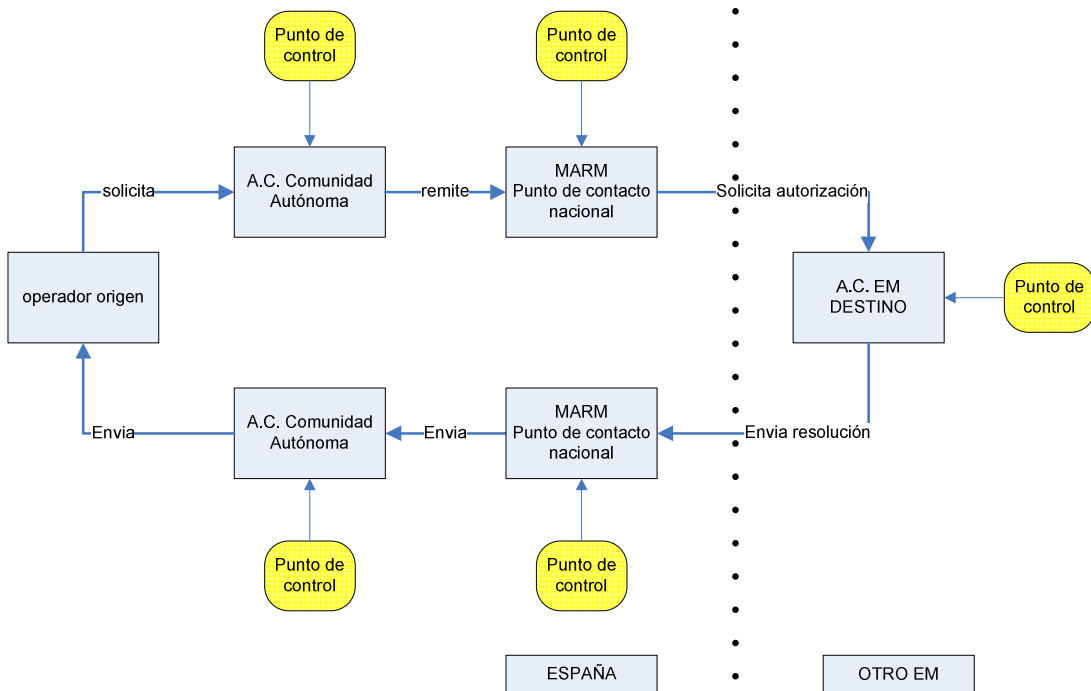 Punto de
control
Punto de
control
solicita
A.C. Comunidad
Autónoma
remite
MARM
Punto de contacto
nacional
Solicita autorización
operador origen
A.C. EM
DESTINO
Punto de
control
Envia
A.C. Comunidad
Autónoma
Envia
MARM
Punto de contacto
nacional
Envia resolución
Punto de
control
Punto de
control
ESPAÑA
OTRO EM